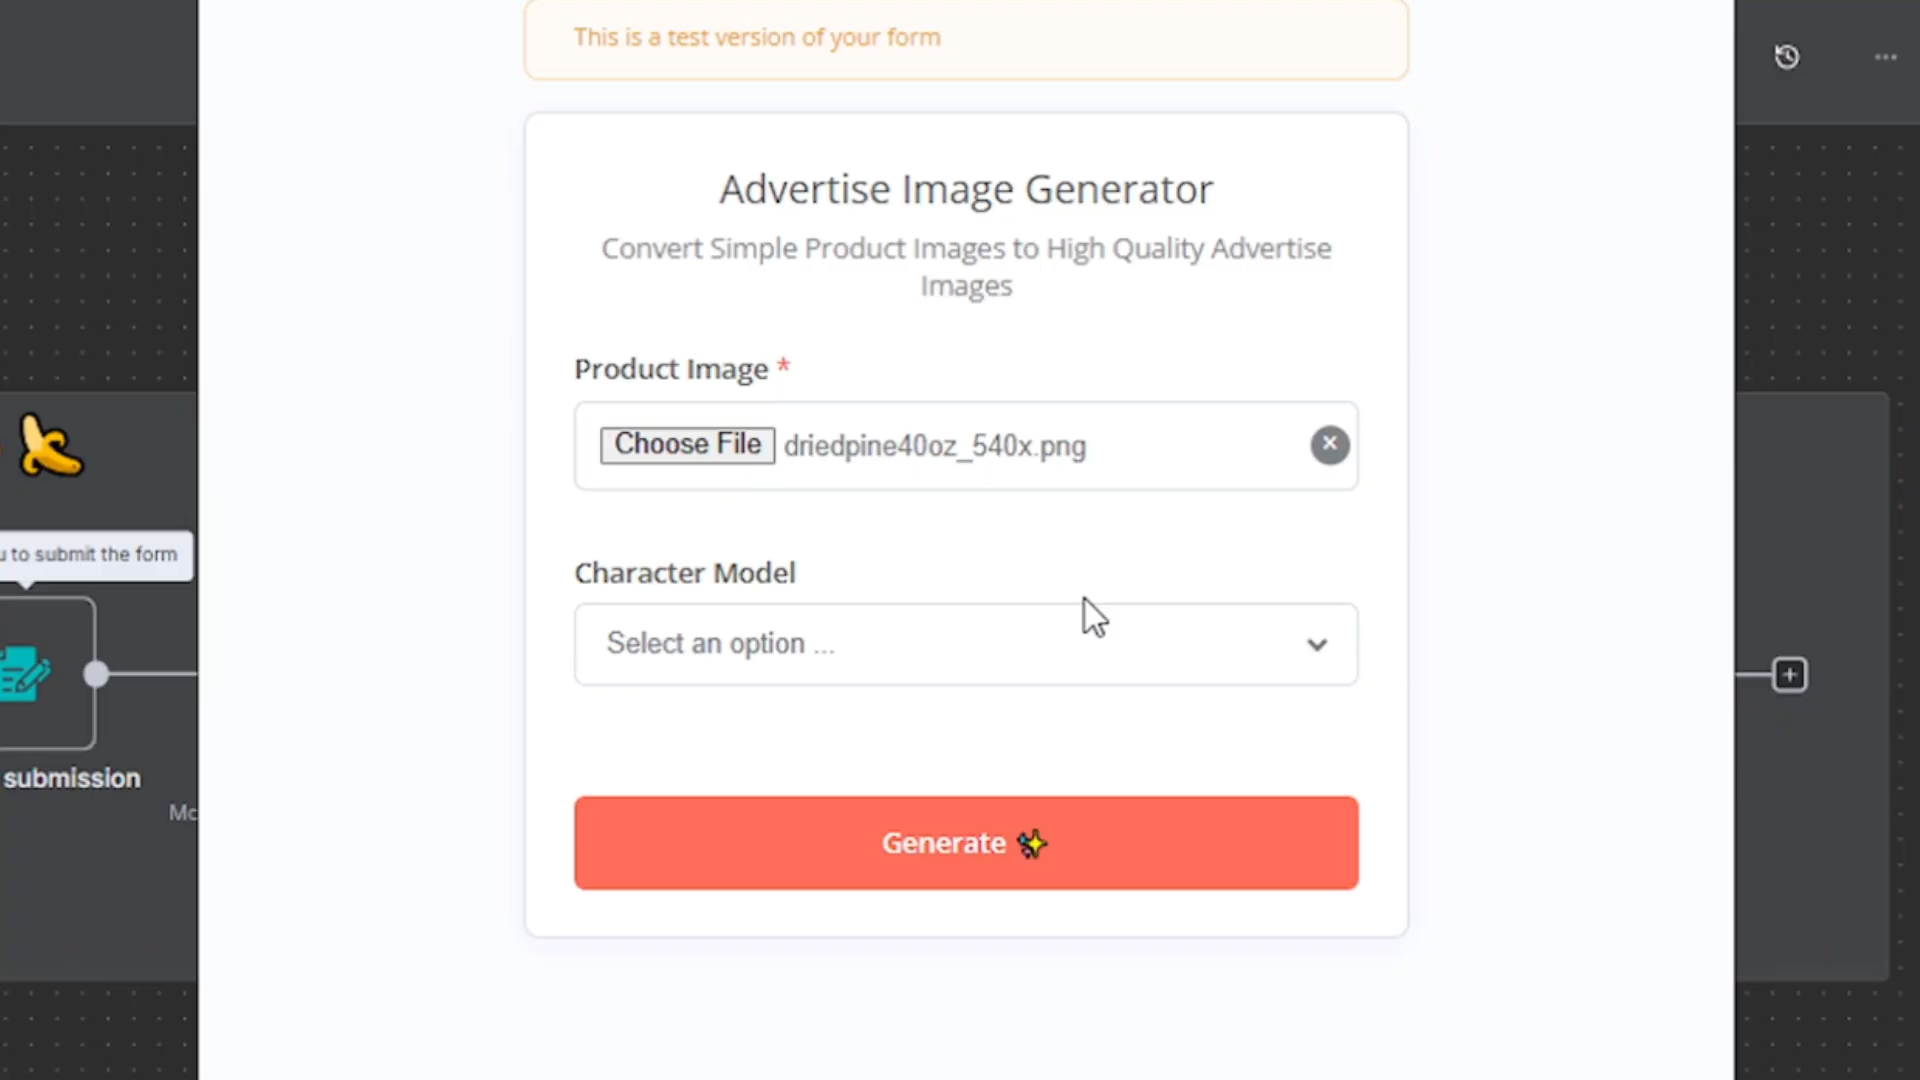 This is a test version of your form
Advertise Image Generator
Convert Simple Product Images to High Quality Advertise
Images
Product Image *
Choose File driedpine40oz_540x.png
to submit the form
Character Model
Select an option ...
submission
Generate